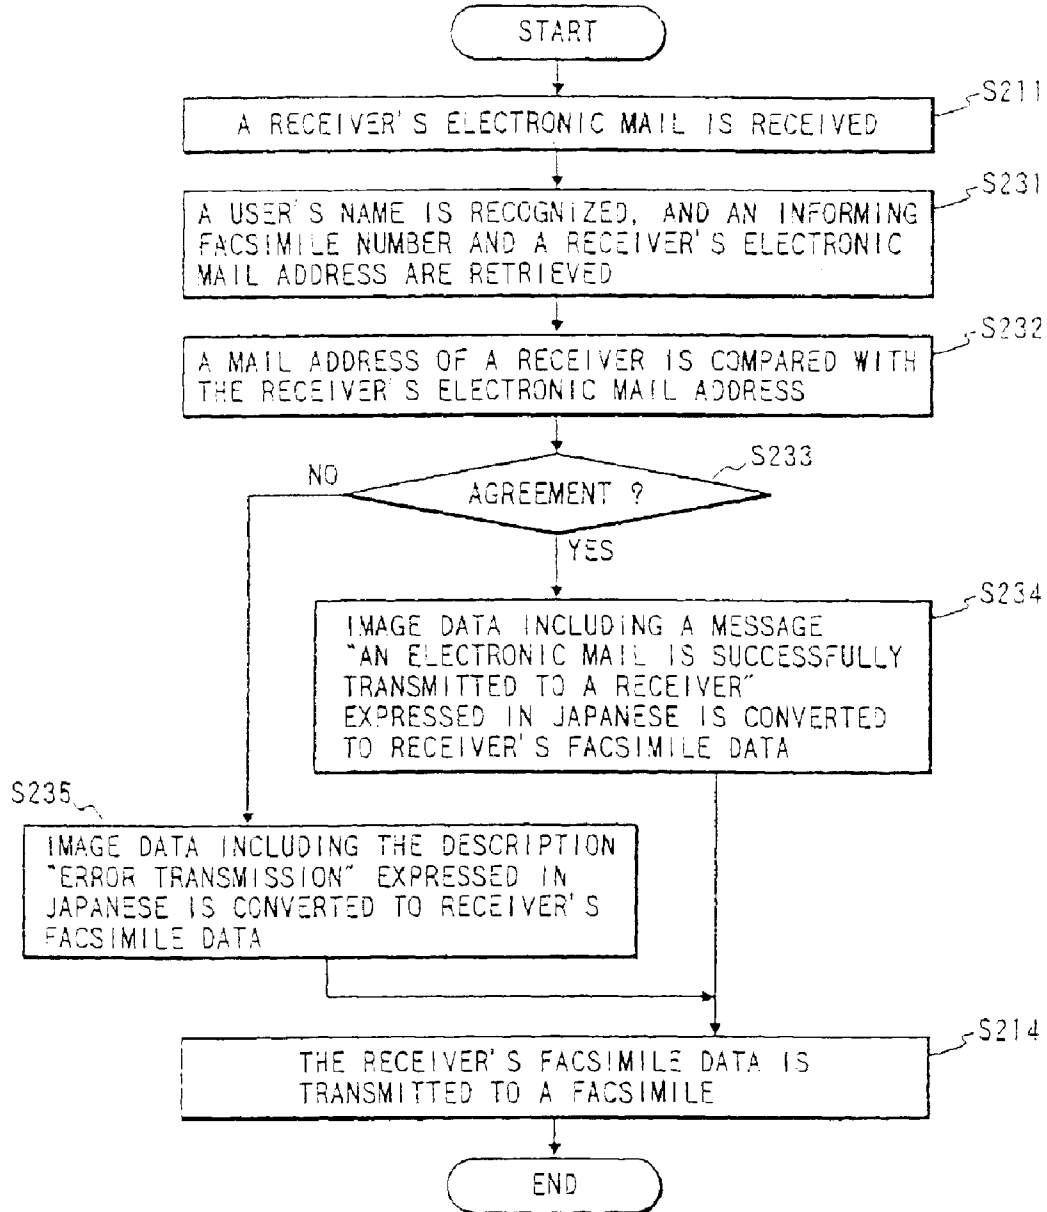 START
S211
A RECEIVER'S ELECTRONIC MAIL IS RECEIVED
S231
A USER'S NAME IS RECOGNIZED, AND AN INFORMING
FACSIMILE NUMBER AND A RECEIVER'S ELECTRONIC
MAIL ADDRESS ARE RETRIEVED
S232
A MAIL ADDRESS OF A RECEIVER IS COMPARED WITH
THE RECEIVER'S ELECTRONIC MAIL ADDRESS
S233
NO
AGREEMENT ?
YES
S234
IMAGE DATA INCLUDING A MESSAGE
"AN ELECTRONIC MAIL IS SUCCESSFULLY
TRANSMITTED TO A RECEIVER"
EXPRESSED IN JAPANESE IS CONVERTED
TO RECEIVER'S FACSIMILE DATA
S235
IMAGE DATA INCLUDING THE DESCRIPTION
"ERROR TRANSMISSION" EXPRESSED IN
JAPANESE IS CONVERTED TO RECEIVER'S
FACSIMILE DATA
S214
THE RECEIVER'S FACSIMILE DATA IS
TRANSMITTED TO A FACSIMILE
END